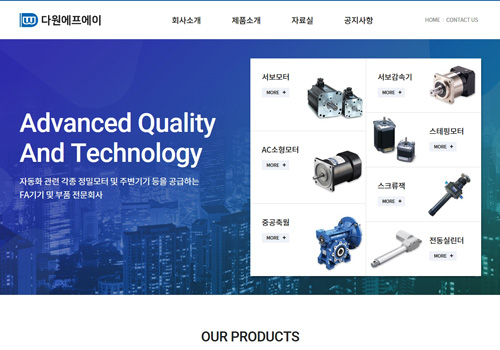 다원에프에이
회사소개 제품소개 자료실 공지사항
HOME CONTACT US
Advanced Quality
And Technology
자동화 관련 각종 정밀모터 및 주변기기 등을 공급하는
FA기기 및 부품 전문회사
서보모터
MORE +
AC소형모터
MORE +
중공축웜
MORE +
서보감속기
MORE +
스테핑모터
MORE +
스크류잭
MORE +
전동실린더
MORE +
OUR PRODUCTS